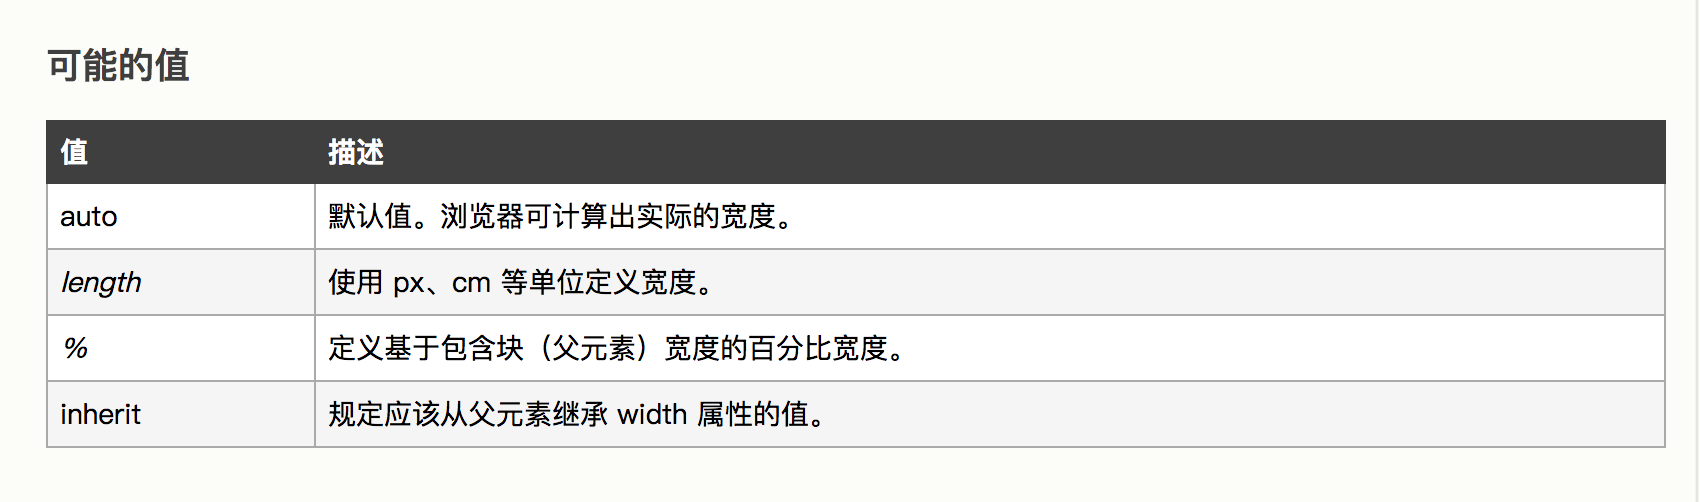 可能的值
值 描述
auto 默认值。浏览器可计算出实际的宽度。
length 使用 px、cm 等单位定义宽度。
% 定义基于包含块（父元素）宽度的百分比宽度。
inherit 规定应该从父元素继承 width 属性的值。